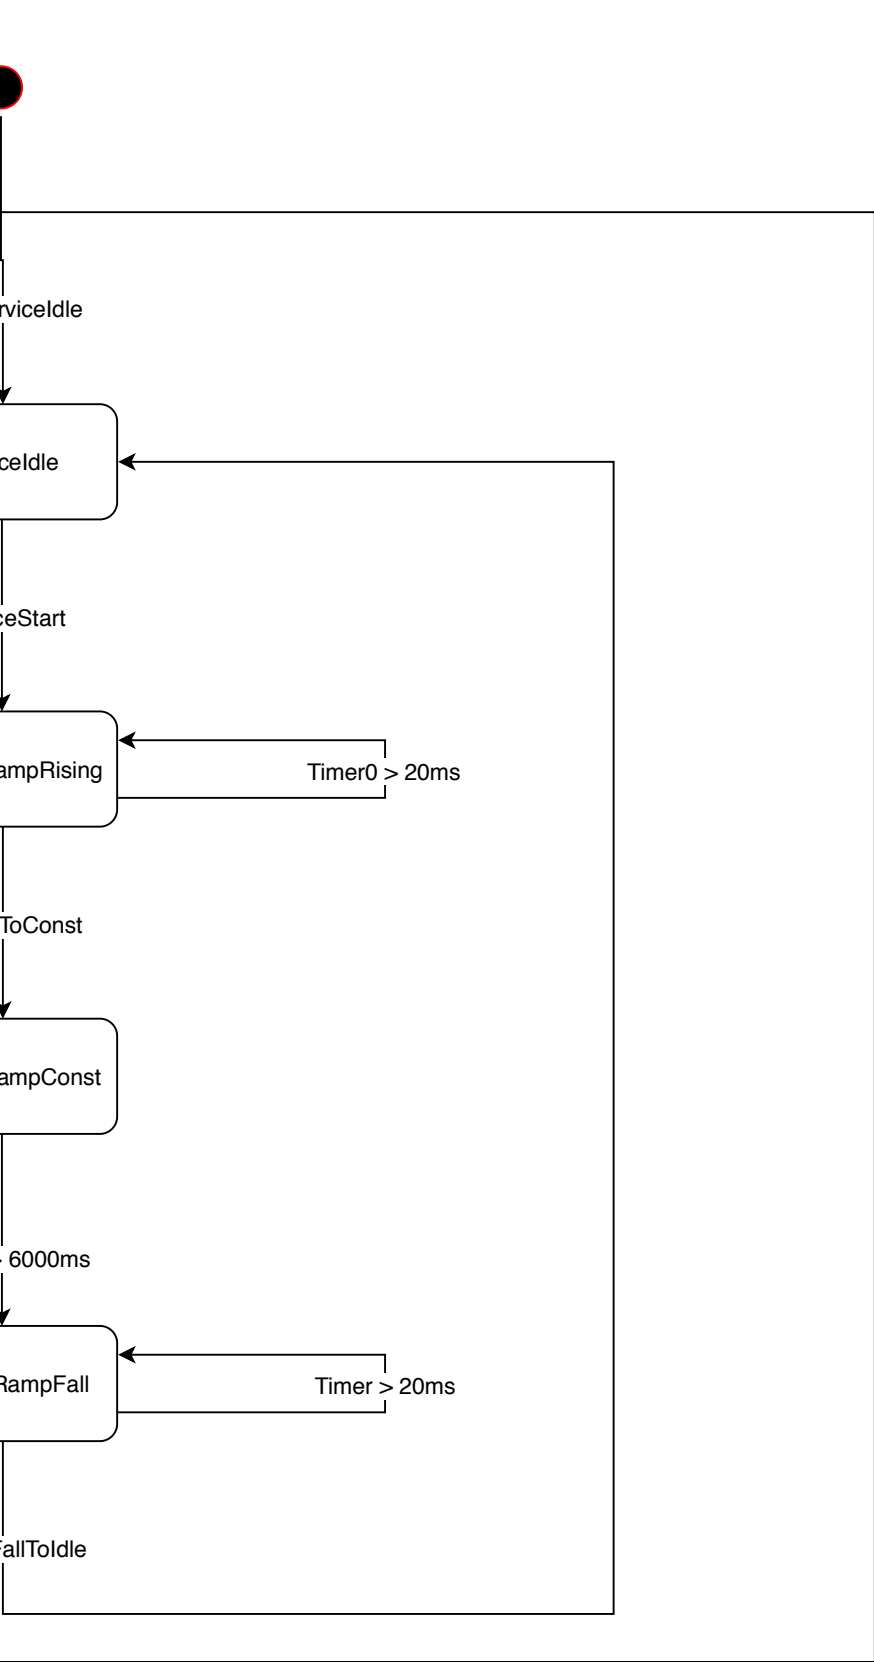 rviceIdle
ceIdle
ceStart
ampRising
Timer0 > 20ms
ToConst
ampConst
> 6000ms
RampFall
Timer > 20ms
FallToIdle